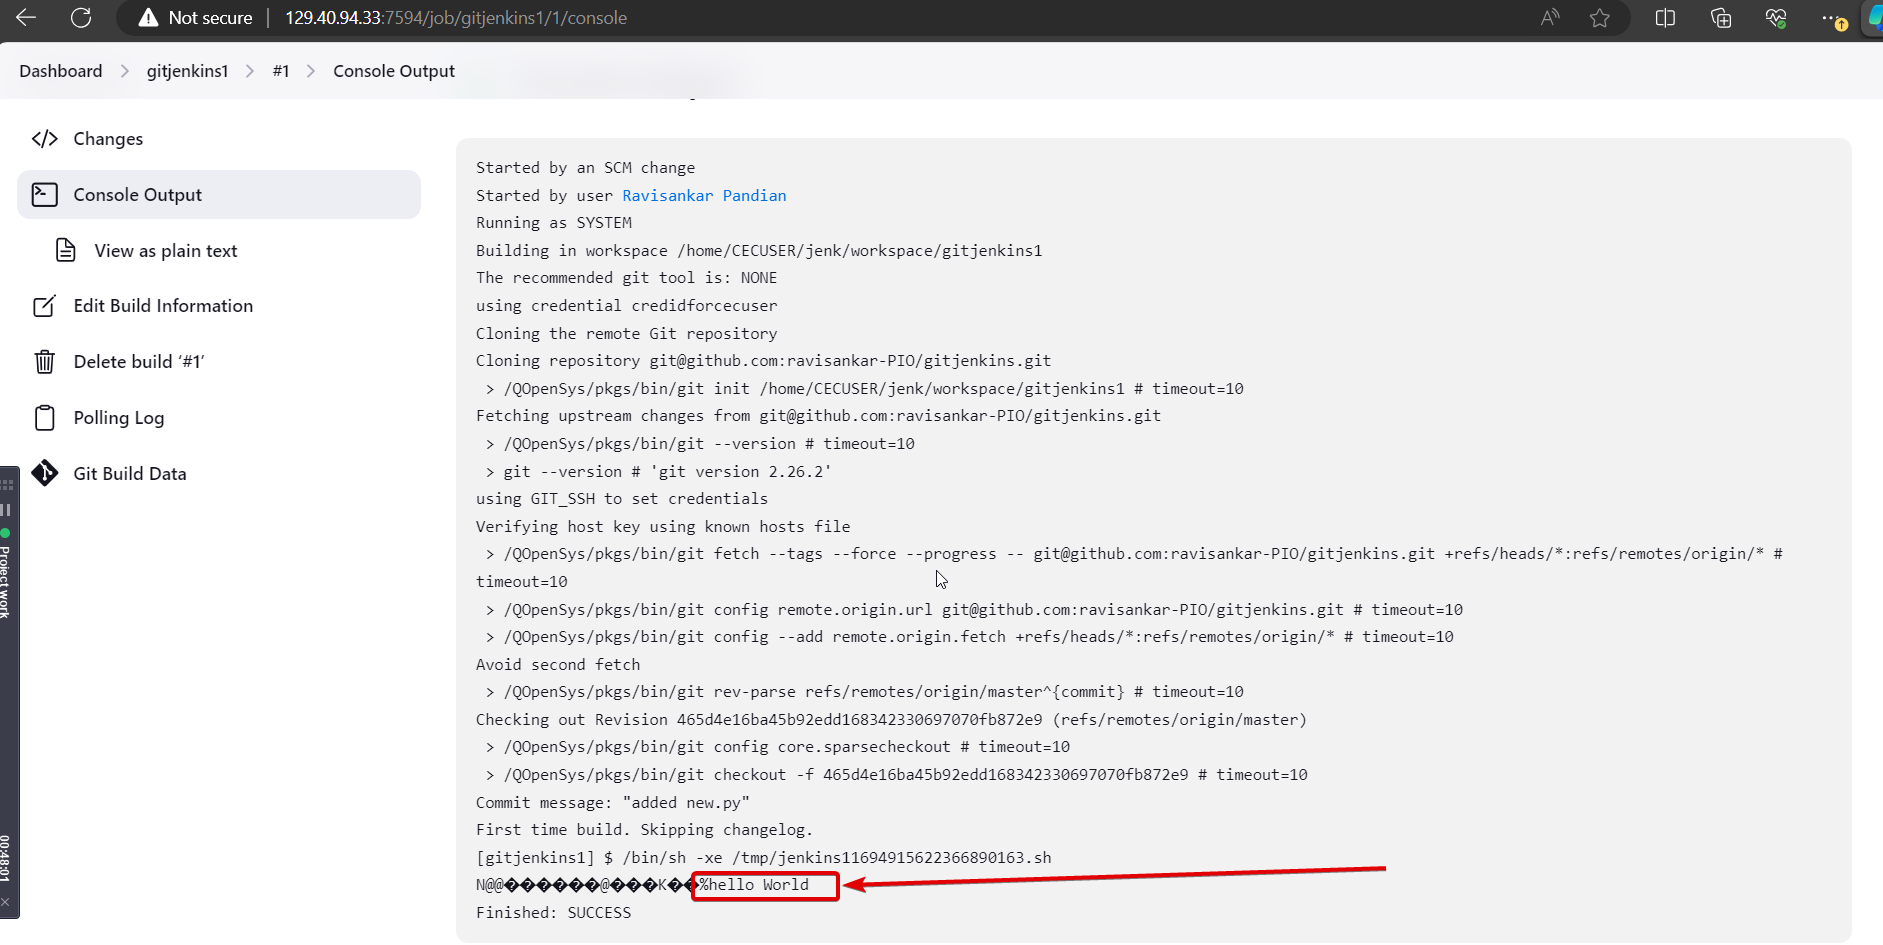 Not secure | 129.40.94.33:7594/job/gitjenkins1/1/console
Dashboard > gitjenkins1 > #1 > Console Output
Changes
Console Output
View as plain text
Edit Build Information
Delete build ‘#1’
Polling Log
Git Build Data
Project work
00:48:01
Started by an SCM change
Started by user Ravisankar Pandian
Running as SYSTEM
Building in workspace /home/CECUSER/jenk/workspace/gitjenkins1
The recommended git tool is: NONE
using credential credidforcecuser
Cloning the remote Git repository
Cloning repository git@github.com:ravisankar-PIO/gitjenkins.git
> /QOpenSys/pkgs/bin/git init /home/CECUSER/jenk/workspace/gitjenkins1 # timeout=10
Fetching upstream changes from git@github.com:ravisankar-PIO/gitjenkins.git
> /QOpenSys/pkgs/bin/git --version # timeout=10
> git --version # 'git version 2.26.2'
using GIT_SSH to set credentials
Verifying host key using known hosts file
> /QOpenSys/pkgs/bin/git fetch --tags --force --progress -- git@github.com:ravisankar-PIO/gitjenkins.git +refs/heads/*:refs/remotes/origin/* #
timeout=10
> /QOpenSys/pkgs/bin/git config remote.origin.url git@github.com:ravisankar-PIO/gitjenkins.git # timeout=10
> /QOpenSys/pkgs/bin/git config --add remote.origin.fetch +refs/heads/*:refs/remotes/origin/* # timeout=10
Avoid second fetch
> /QOpenSys/pkgs/bin/git rev-parse refs/remotes/origin/master^{commit} # timeout=10
Checking out Revision 465d4e16ba45b92edd168342330697070fb872e9 (refs/remotes/origin/master)
> /QOpenSys/pkgs/bin/git config core.sparsecheckout # timeout=10
> /QOpenSys/pkgs/bin/git checkout -f 465d4e16ba45b92edd168342330697070fb872e9 # timeout=10
Commit message: "added new.py"
First time build. Skipping changelog.
[gitjenkins1] $ /bin/sh -xe /tmp/jenkins11694915622366890163.sh
N@@������@���K��%hello World
Finished: SUCCESS